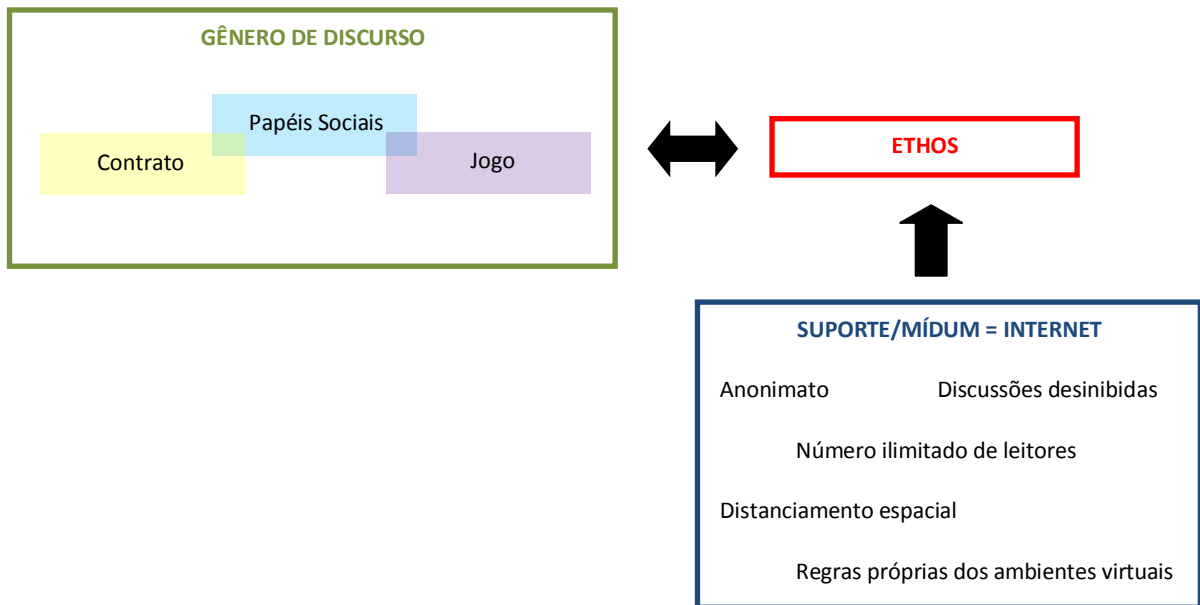 GÊNERO DE DISCURSO
Papéis Sociais
Contrato
Jogo
ETHOS
SUPORTE/MÍDUM = INTERNET
Anonimato
Discussões desinibidas
Número ilimitado de leitores
Distanciamento espacial
Regras próprias dos ambientes virtuais